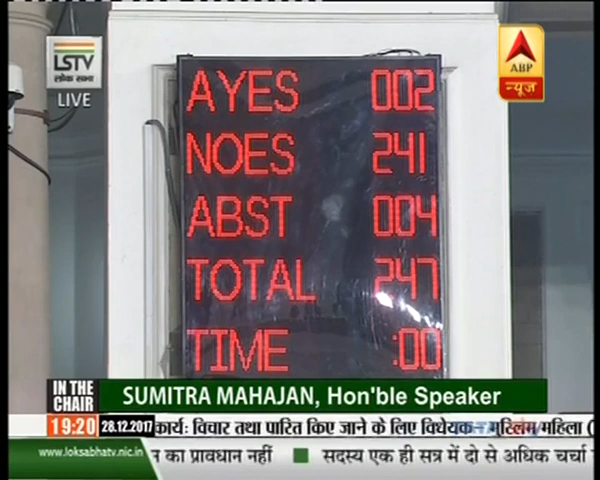 LSTV
लोक सभा
LIVE
ABP
न्यूज़
AYES 002
NOES 241
ABST 004
TOTAL 247
TIME :00
IN THE CHAIR
SUMITRA MAHAJAN, Hon'ble Speaker
19:20 28.12.2017 कार्य: विचार तथा पारित किए जाने के लिए विधेयक - मुस्लिम महिला (
www.loksabhatv.nic.in न का प्रावधान नहीं ■ सदस्य एक ही सत्र में दो से अधिक चर्चा